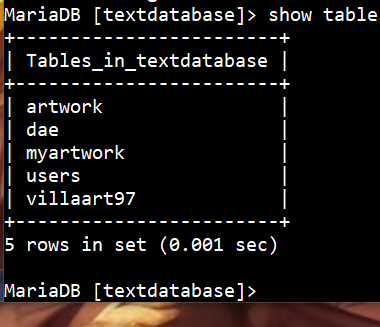 MariaDB [textdatabase]> show table
+------------------------+
| Tables_in_textdatabase |
+------------------------+
| artwork                |
| dae                    |
| myartwork              |
| users                  |
| villaart97             |
+------------------------+
5 rows in set (0.001 sec)
MariaDB [textdatabase]>